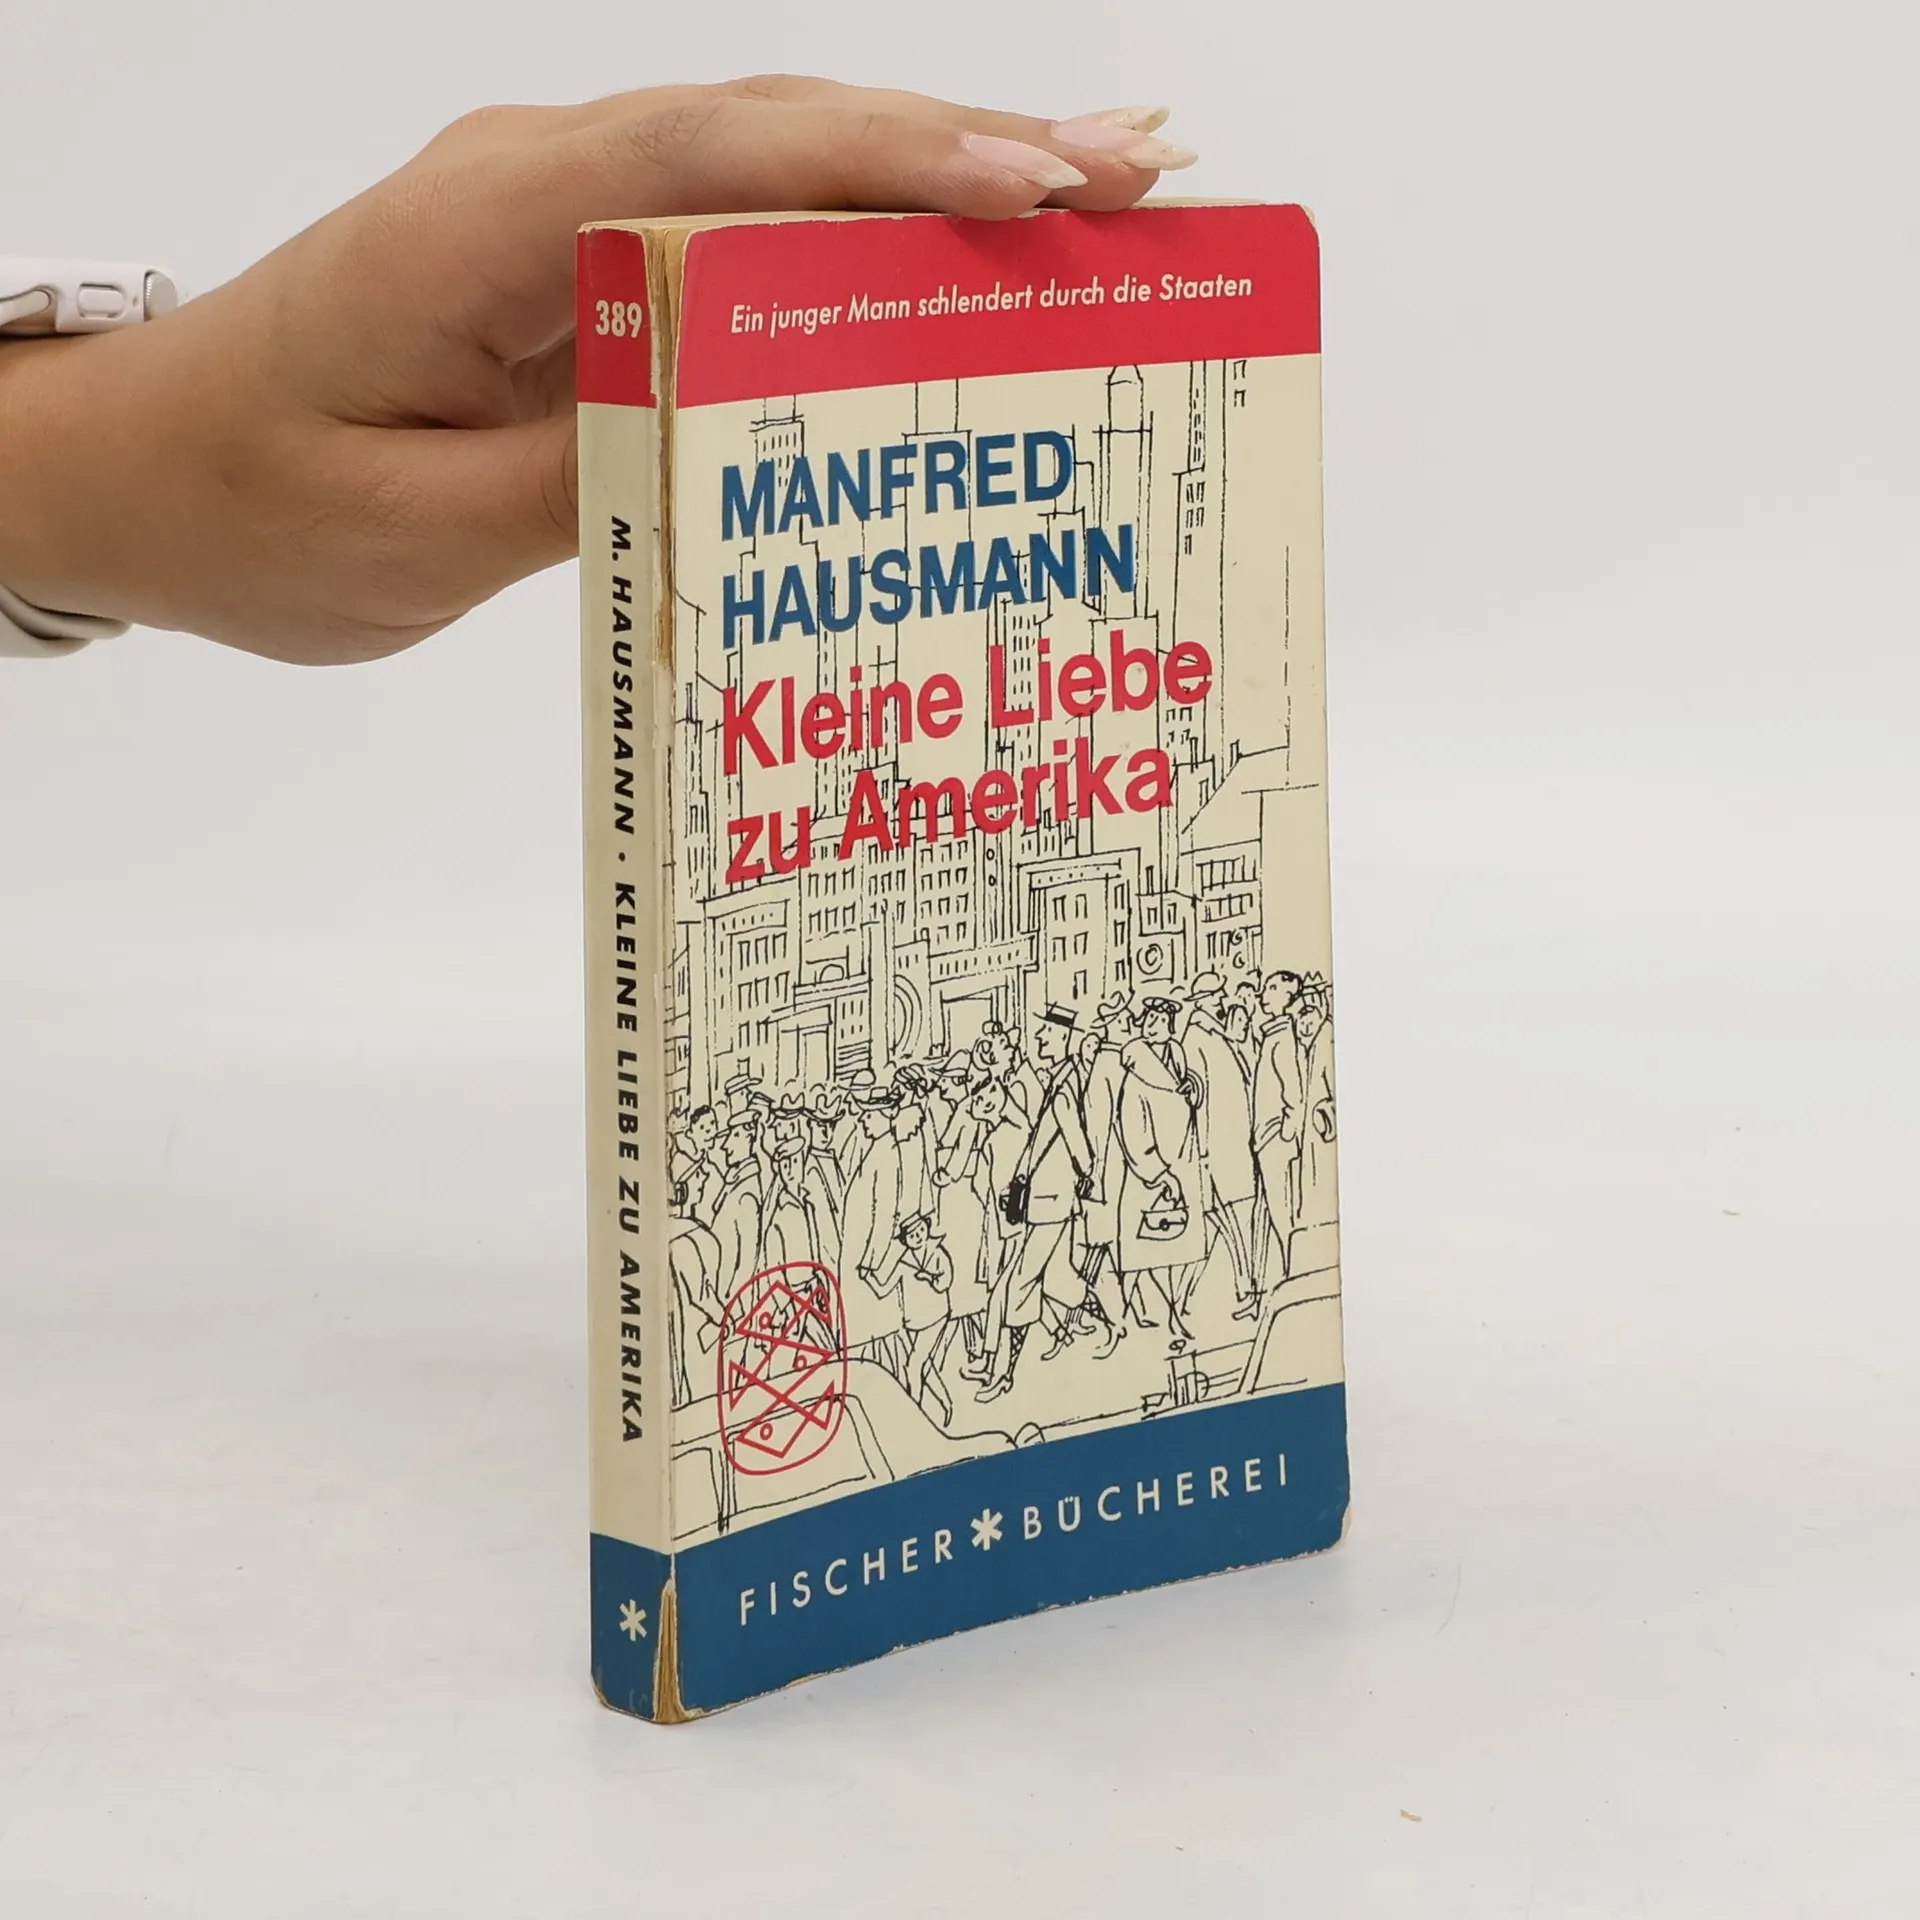 389
Ein junger Mann schlendert durch die Staaten
MANFRED
HAUSMANN
Kleine Liebe
zu Amerika
M. HAUSMANN · KLEINE LIEBE ZU AMERIKA
FISCHER * BÜCHEREI
*